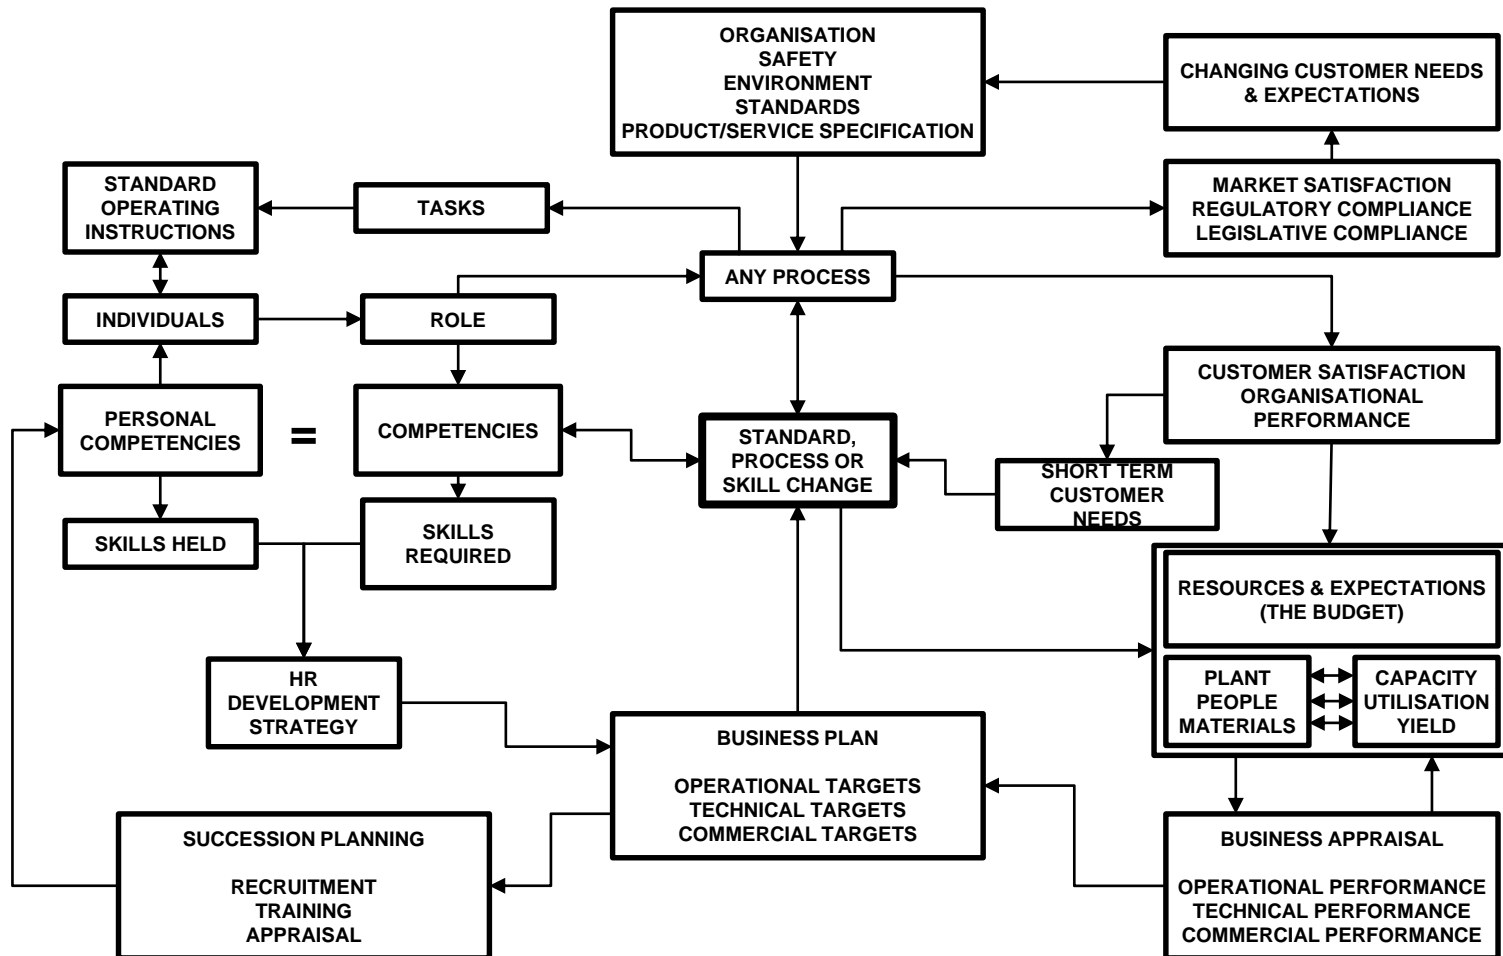 ORGANISATION
SAFETY
ENVIRONMENT
STANDARDS
PRODUCT/SERVICE SPECIFICATION
CHANGING CUSTOMER NEEDS
& EXPECTATIONS
STANDARD
OPERATING
INSTRUCTIONS
TASKS
MARKET SATISFACTION
REGULATORY COMPLIANCE
LEGISLATIVE COMPLIANCE
ANY PROCESS
INDIVIDUALS
ROLE
CUSTOMER SATISFACTION
ORGANISATIONAL
PERFORMANCE
PERSONAL
COMPETENCIES
=
COMPETENCIES
STANDARD,
PROCESS OR
SKILL CHANGE
SHORT TERM
CUSTOMER
NEEDS
SKILLS HELD
SKILLS
REQUIRED
RESOURCES & EXPECTATIONS
(THE BUDGET)
HR
DEVELOPMENT
STRATEGY
PLANT
PEOPLE
MATERIALS
CAPACITY
UTILISATION
YIELD
BUSINESS PLAN
OPERATIONAL TARGETS
TECHNICAL TARGETS
COMMERCIAL TARGETS
SUCCESSION PLANNING
RECRUITMENT
TRAINING
APPRAISAL
BUSINESS APPRAISAL
OPERATIONAL PERFORMANCE
TECHNICAL PERFORMANCE
COMMERCIAL PERFORMANCE